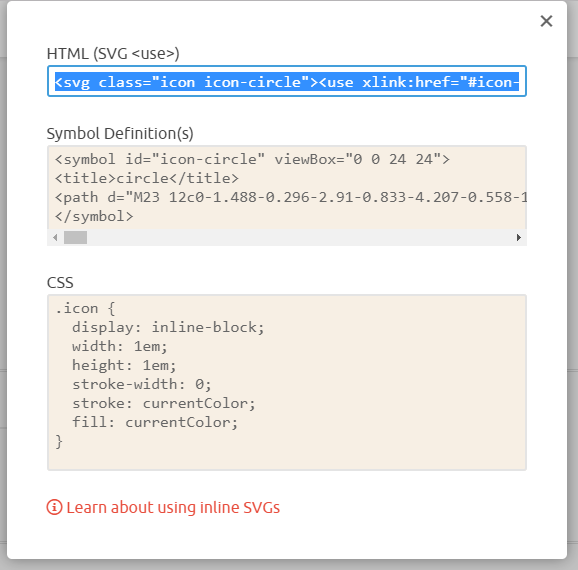 HTML (SVG <use>)
<svg class="icon icon-circle"><use xlink:href="#icon-
Symbol Definition(s)
<symbol id="icon-circle" viewBox="0 0 24 24">
<title>circle</title>
<path d="M23 12c0-1.488-0.296-2.91-0.833-4.207-0.558-1
</symbol>
CSS
.icon {
  display: inline-block;
  width: 1em;
  height: 1em;
  stroke-width: 0;
  stroke: currentColor;
  fill: currentColor;
}
Learn about using inline SVGs